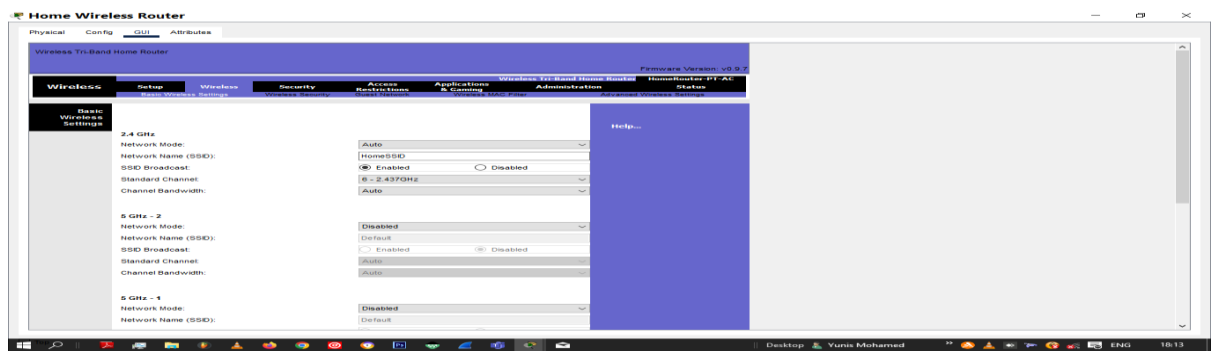 Home Wireless Router
Physical Config GUI Attributes
Wireless Tri-Band Home Router
Firmware Version: v0.9.7
Wireless Tri-Band Home Router HomeRouter-PT-AC
Wireless Setup Wireless Security Access Restrictions Applications & Gaming Administration Status
Basic Wireless Settings Wireless Security Guest Network Wireless MAC Filter Advanced Wireless Settings
Basic Wireless Settings
Help...
2.4 GHz
Network Mode: Auto
Network Name (SSID): HomeSSID
SSID Broadcast: Enabled Disabled
Standard Channel: 6 - 2.437GHz
Channel Bandwidth: Auto
5 GHz - 2
Network Mode: Disabled
Network Name (SSID): Default
SSID Broadcast: Enabled Disabled
Standard Channel: Auto
Channel Bandwidth: Auto
5 GHz - 1
Network Mode: Disabled
Network Name (SSID): Default
Desktop Yunis Mohamed ENG 18:13